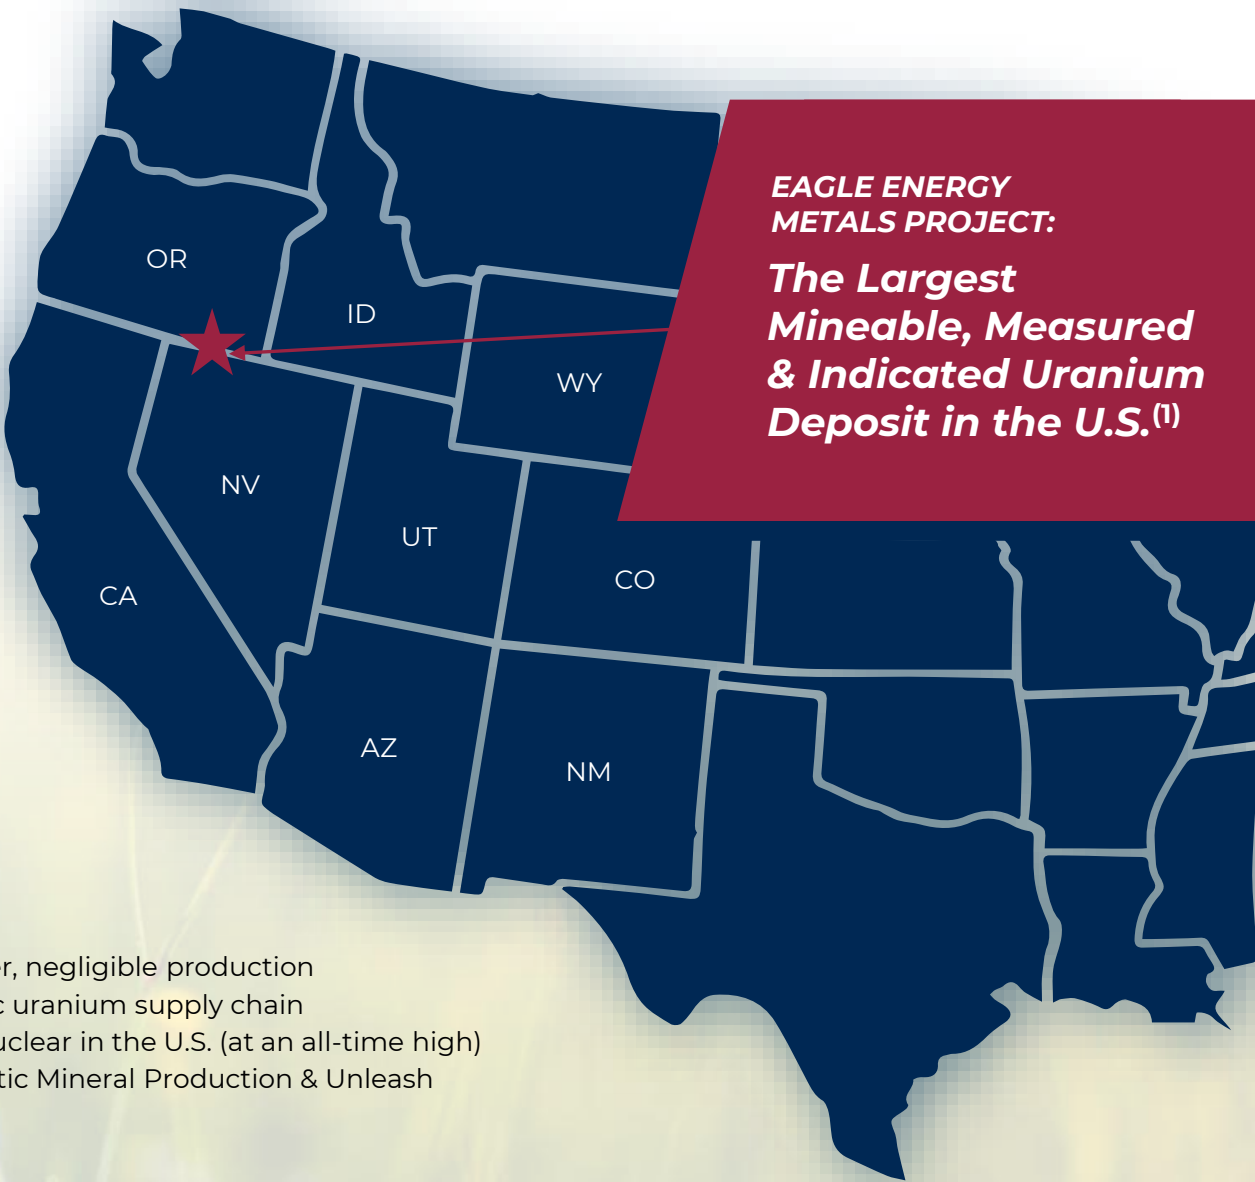 EAGLE ENERGY
METALS PROJECT:
The Largest
Mineable, Measured
& Indicated Uranium
Deposit in the U.S.(1)
OR
ID
WY
NV
UT
CO
CA
AZ
NM
negligible production
uranium supply chain
in the U.S. (at an all-time high)
Mineral Production & Unleash